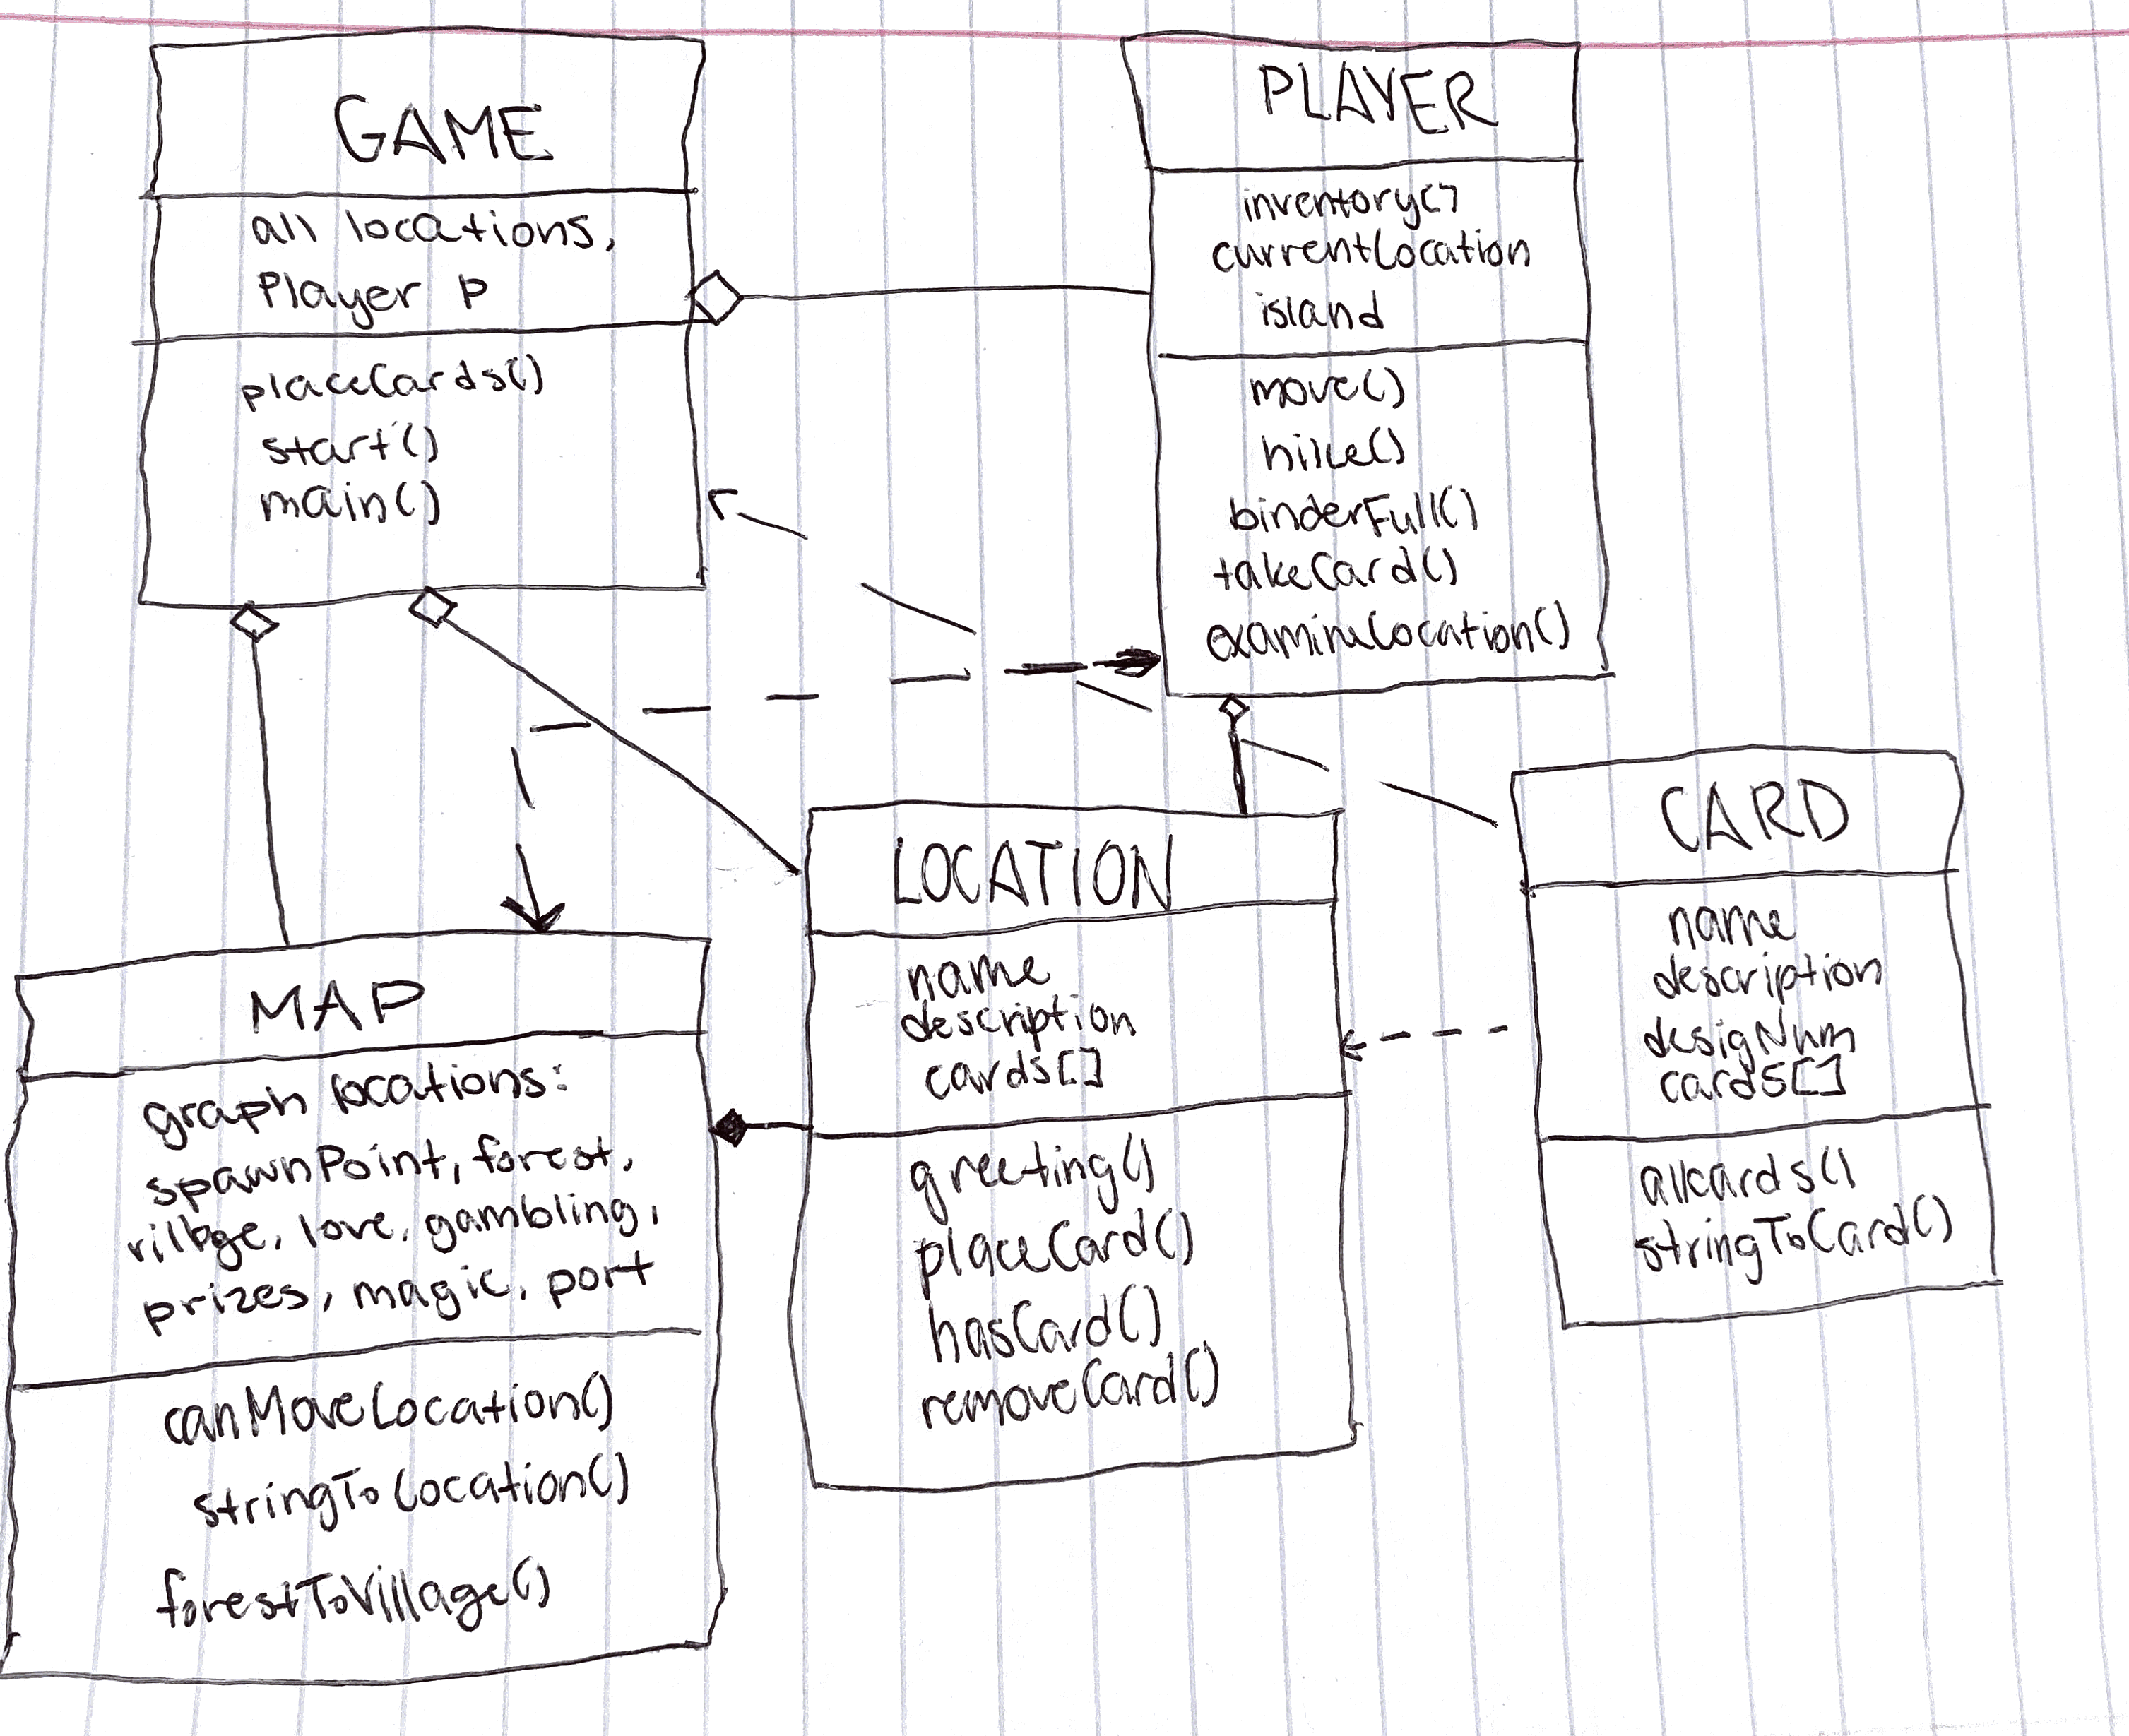 GAME
all locations,
Player p
placeCards()
start()
main()
PLAYER
inventory[]
currentLocation
island
move()
hike()
binderFull()
takeCard()
examineLocation()
MAP
graph locations:
spawnPoint, forest,
village, love, gambling,
prizes, magic, port
canMoveLocation()
stringToLocation()
forestToVillage()
LOCATION
name
description
cards[]
greeting()
placeCard()
hasCard()
removeCard()
CARD
name
description
desigNum
cards[]
allcards()
stringToCard()